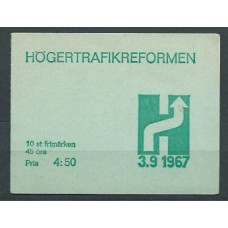 HÖGERTRAFIKREFORMEN
10 st frimärken
45 öre
Pris 4:50
3.9 1967